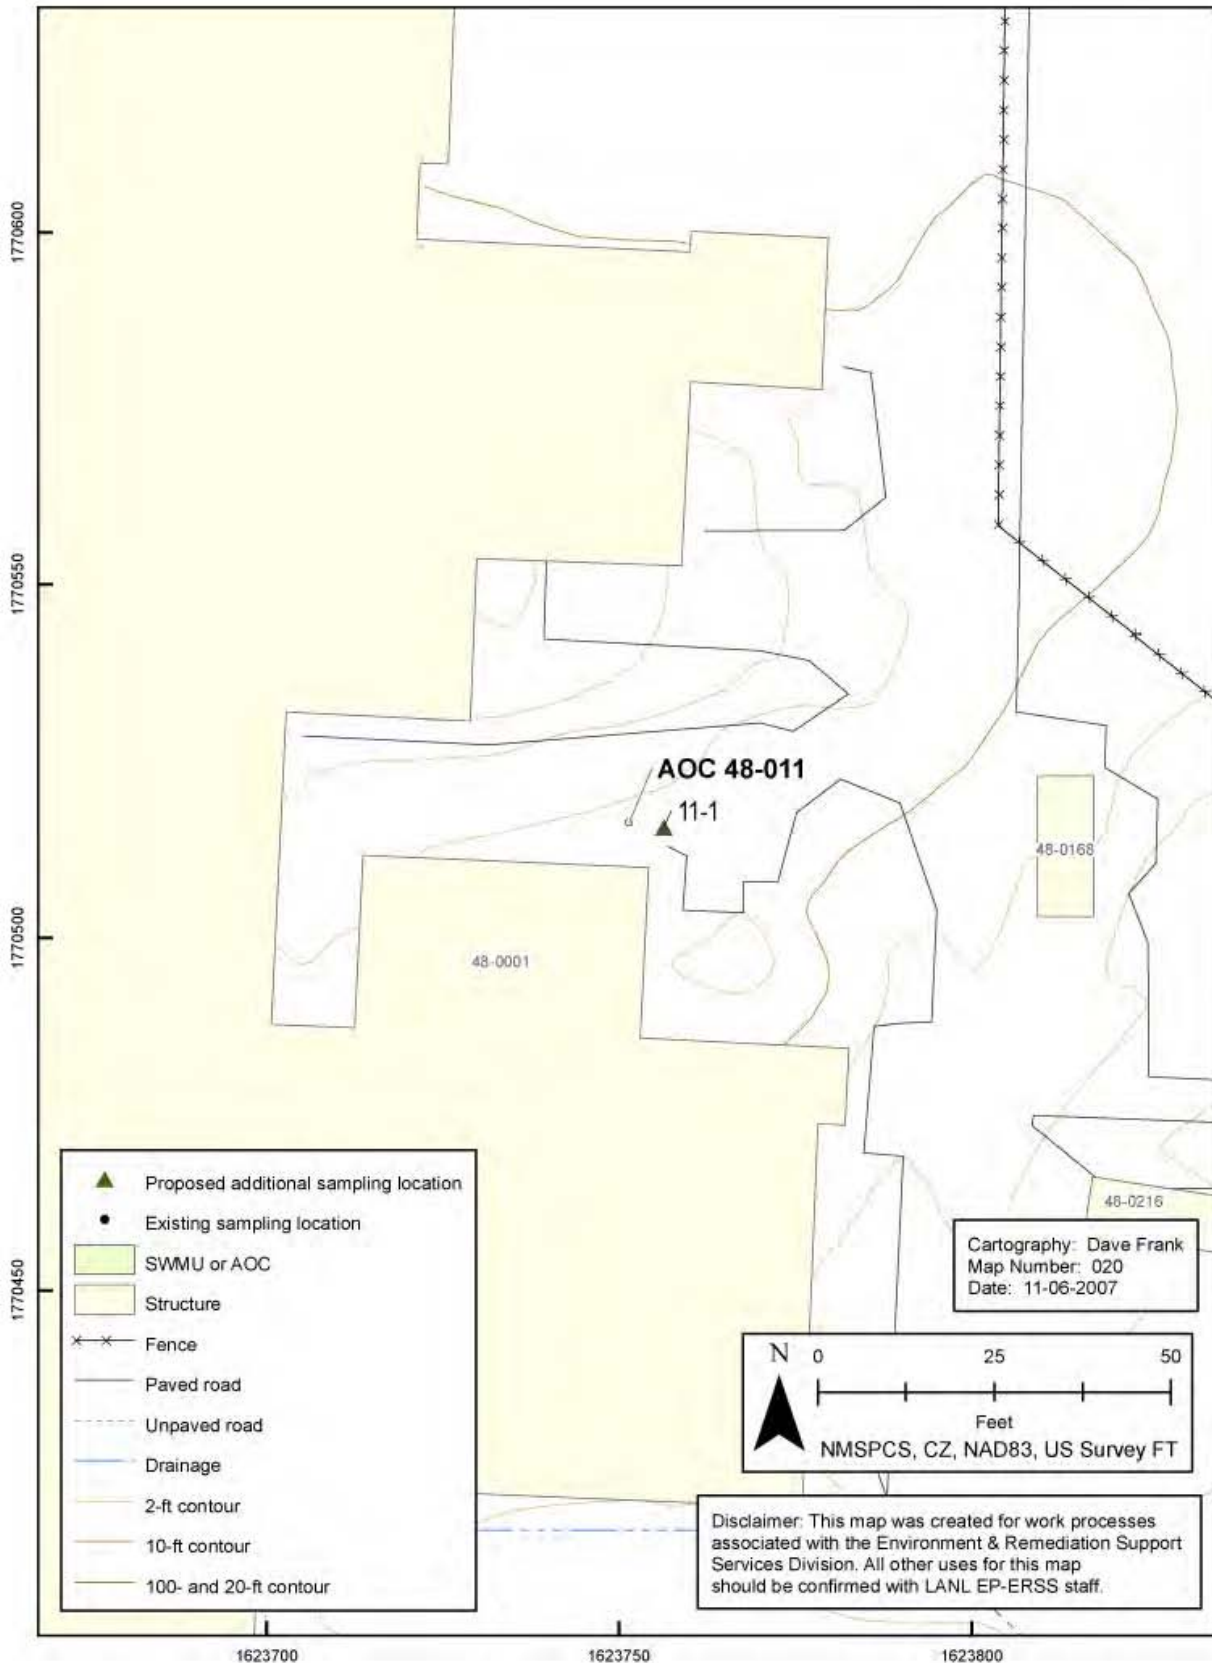 1770600
1770550
1770500
1770450
AOC 48-011
11-1
48-0168
48-0001
48-0216
Proposed additional sampling location
Existing sampling location
SWMU or AOC
Structure
Fence
Paved road
Unpaved road
Drainage
2-ft contour
10-ft contour
100- and 20-ft contour
Cartography: Dave Frank
Map Number: 020
Date: 11-06-2007
N
0 25 50
Feet
NMSPCS, CZ, NAD83, US Survey FT
Disclaimer: This map was created for work processes
associated with the Environment & Remediation Support
Services Division. All other uses for this map
should be confirmed with LANL EP-ERSS staff.
1623700 1623750 1623800